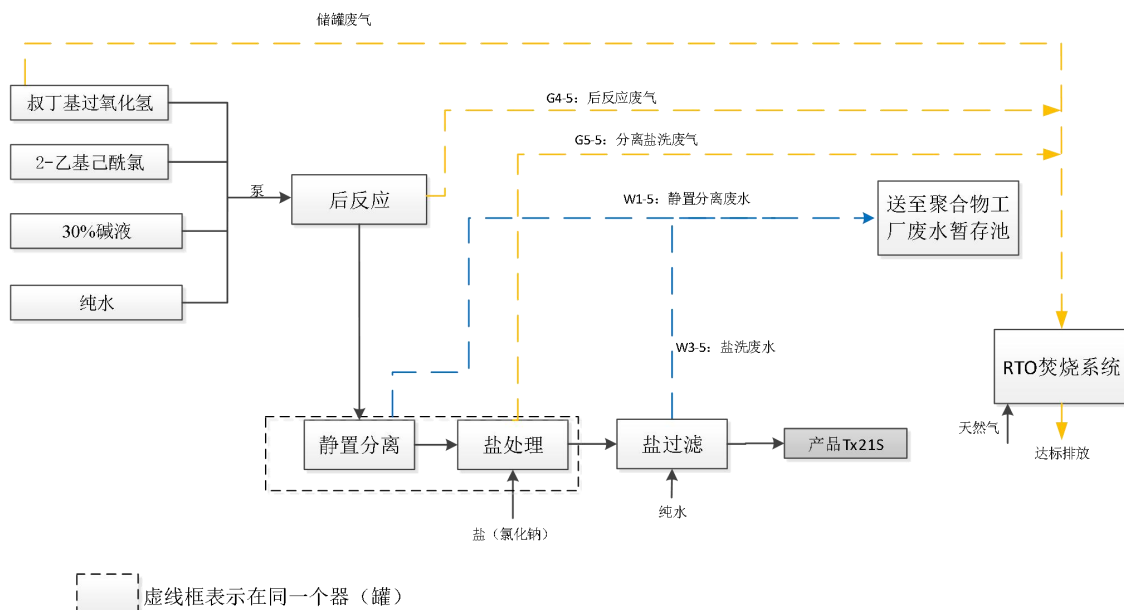 储罐废气
叔丁基过氧化氢
G4-5：后反应废气
2-乙基己酰氯
G5-5：分离盐洗废气
泵
后反应
W1-5：静置分离废水
送至聚合物工
厂废水暂存池
30%碱液
纯水
W3-5：盐洗废水
RTO焚烧系统
天然气
达标排放
静置分离
盐处理
盐过滤
产品Tx21S
盐（氯化钠）
纯水
虚线框表示在同一个器（罐）